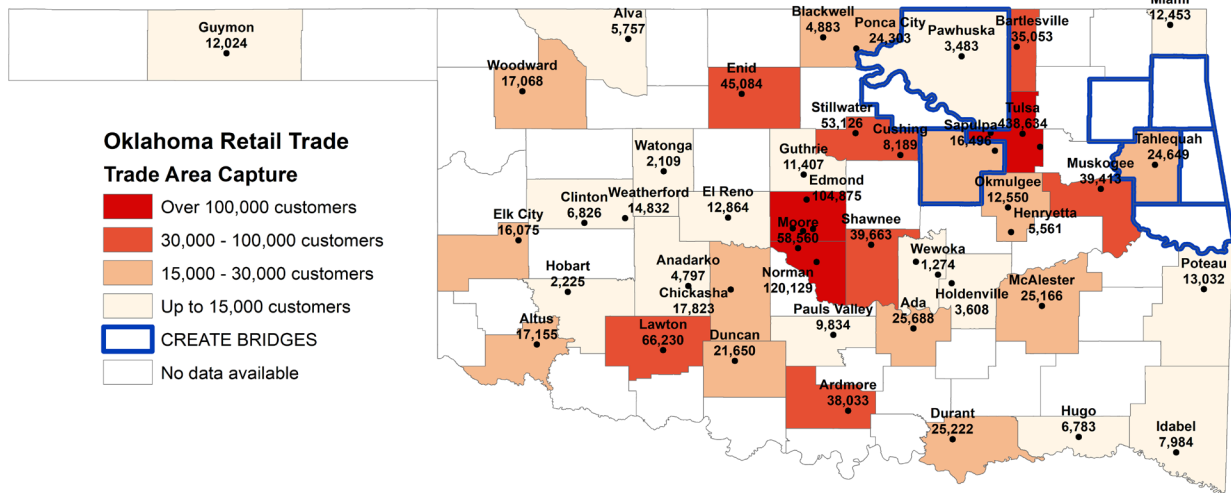 Miami
12,453
Guymon
12,024
Alva
5,757
Blackwell
4,883
Ponca City
24,303
Pawhuska
3,483
Bartlesville
35,053
Woodward
17,068
Enid
45,084
Stillwater
53,126
Cushing
8,189
Sapulpa
16,496
Tulsa
438,634
Oklahoma Retail Trade
Trade Area Capture
Over 100,000 customers
30,000 - 100,000 customers
15,000 - 30,000 customers
Up to 15,000 customers
CREATE BRIDGES
No data available
Watonga
2,109
Guthrie
11,407
Edmond
104,875
Tahlequah
24,649
Muskogee
39,413
Okmulgee
12,550
Henryetta
5,561
Clinton
6,826
Weatherford
14,832
El Reno
12,864
Elk City
16,075
Moore
58,560
Shawnee
39,663
Wewoka
1,274
Hobart
2,225
Anadarko
4,797
Chickasha
17,823
Norman
120,129
Holdenville
3,608
McAlester
25,166
Poteau
13,032
Pauls Valley
9,834
Ada
25,688
Altus
17,155
Lawton
66,230
Duncan
21,650
Ardmore
38,033
Durant
25,222
Hugo
6,783
Idabel
7,984